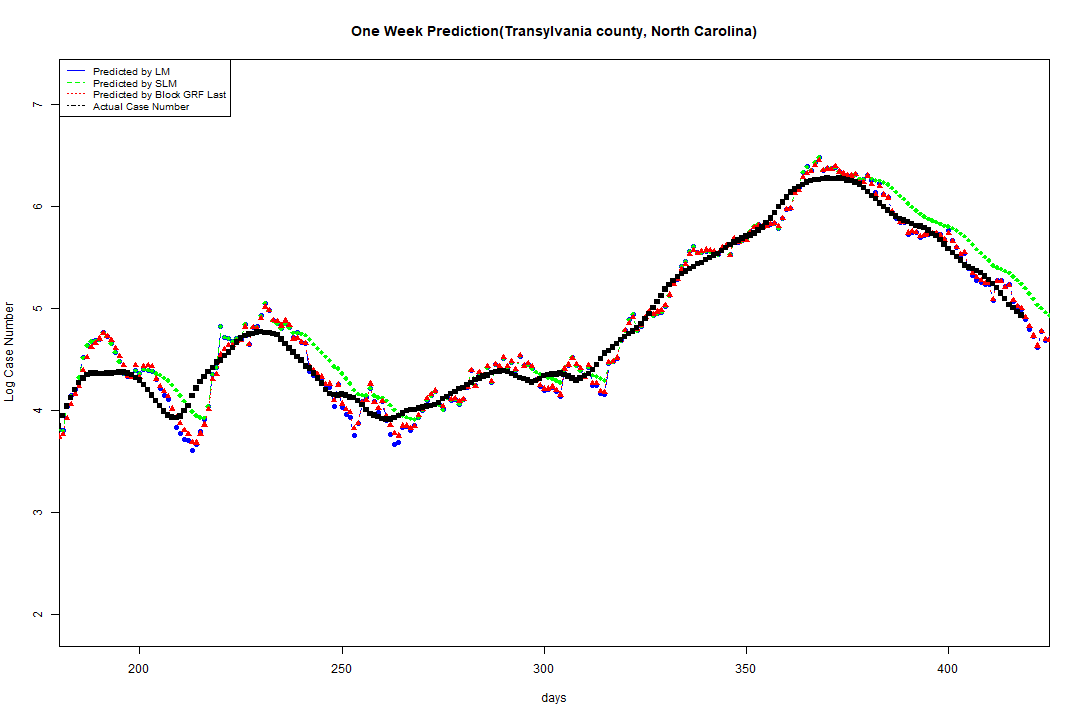 One Week Prediction(Transylvania county, North Carolina)
Predicted by LM
Predicted by SLM
Predicted by Block GRF Last
Actual Case Number
7
6
5
4
3
2
Log Case Number
200 250 300 350 400
days